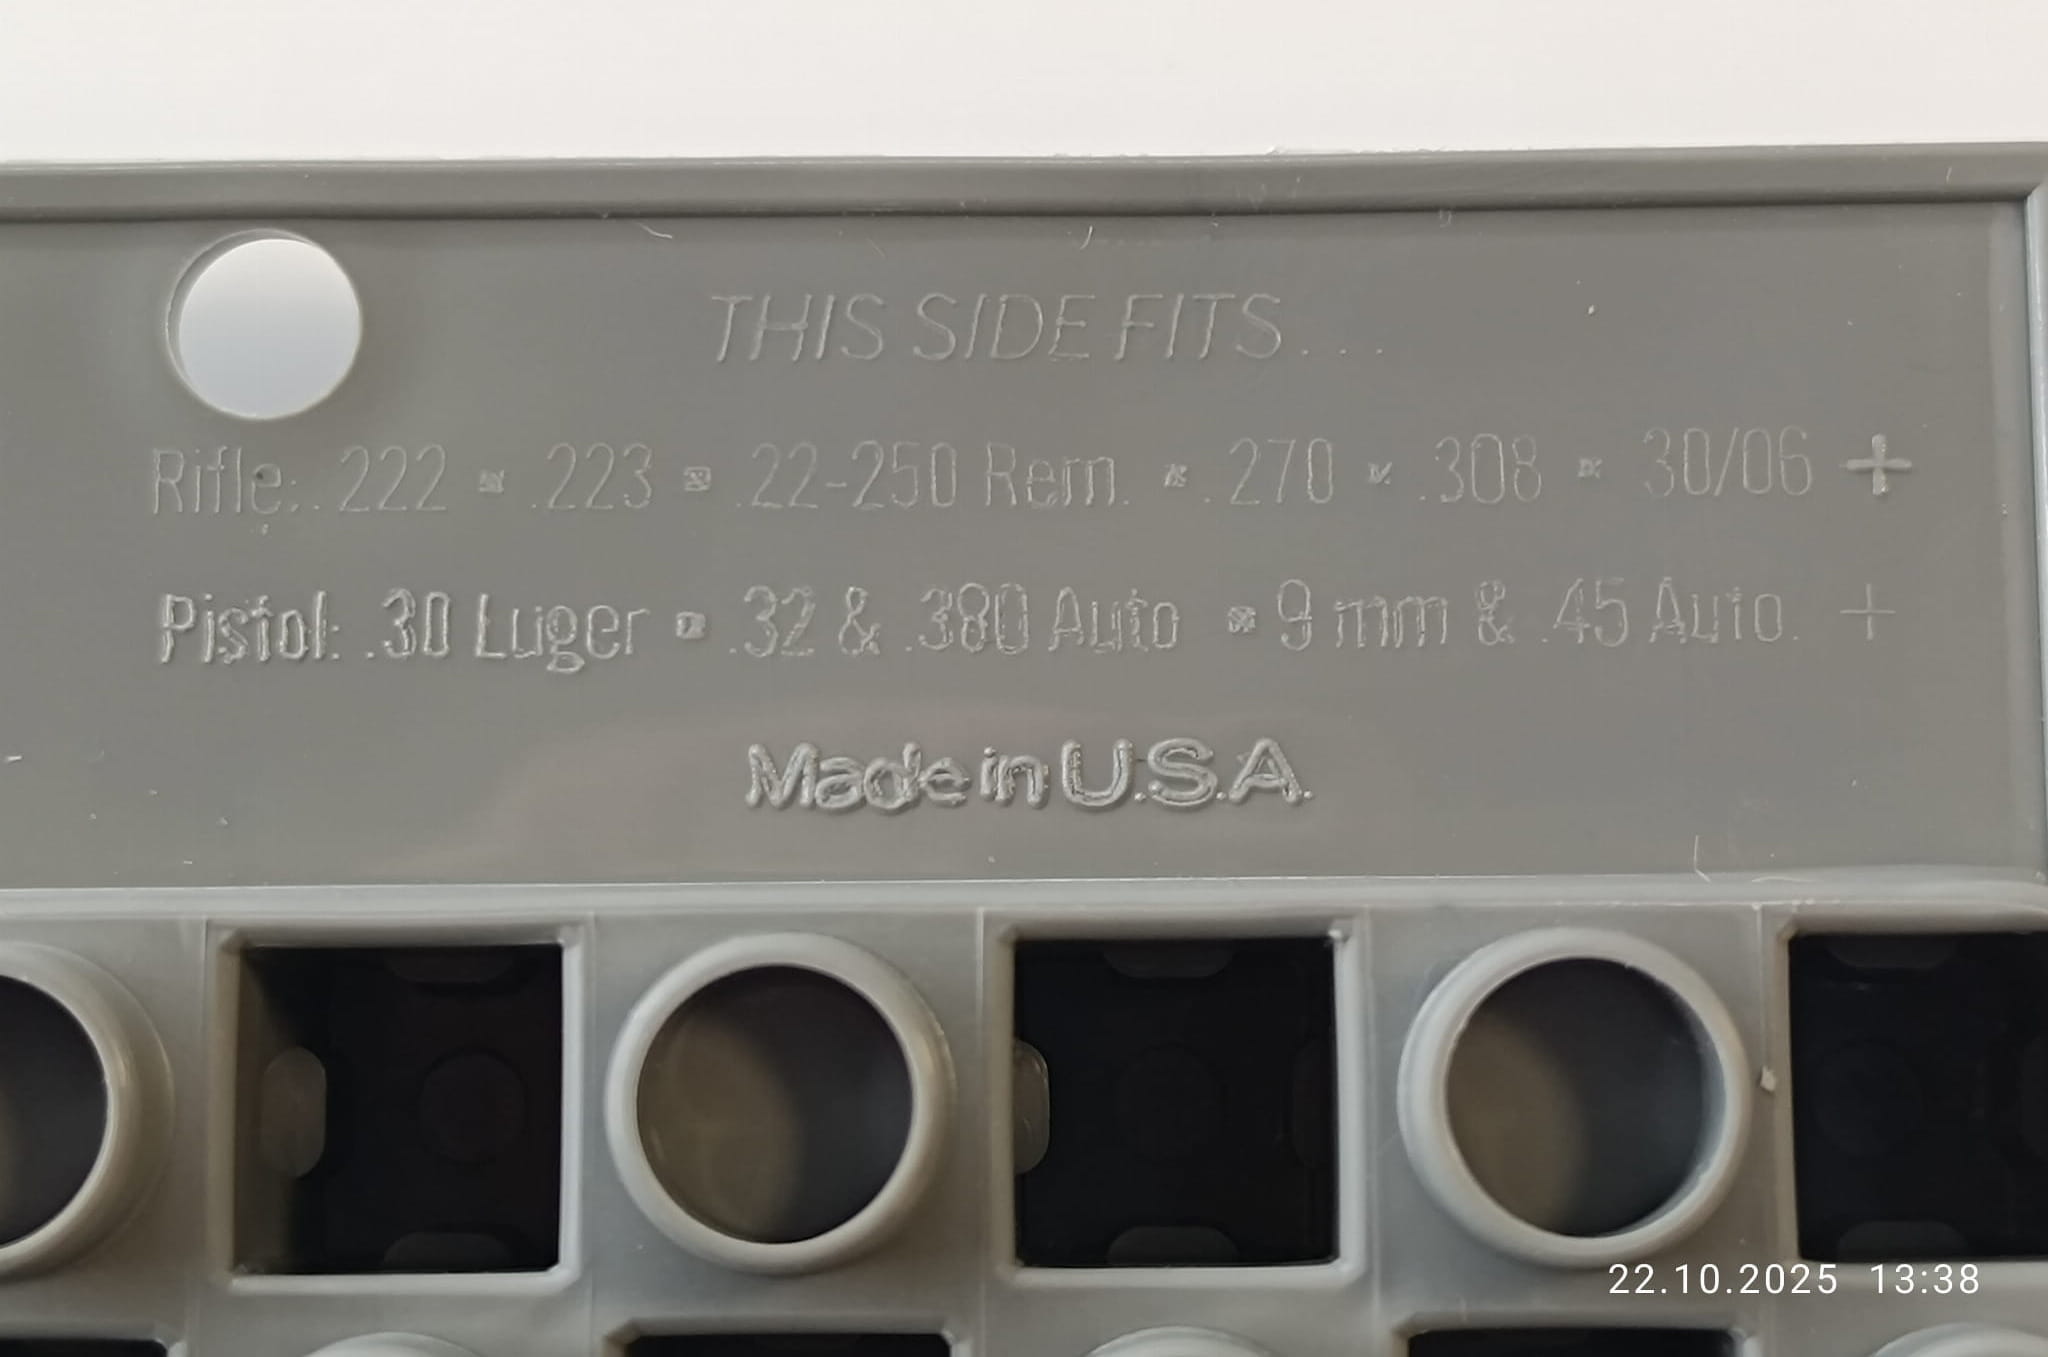 THIS SIDE FITS...
Rifle: .222 ▪ .223 ▪ .22-250 Rem. ▪ .270 ▪ .308 ▪ 30/06 +
Pistol: .30 Luger ▪ .32 & .380 Auto ▪ 9 mm & .45 Auto. +
Made in U.S.A.
22.10.2025 13:38